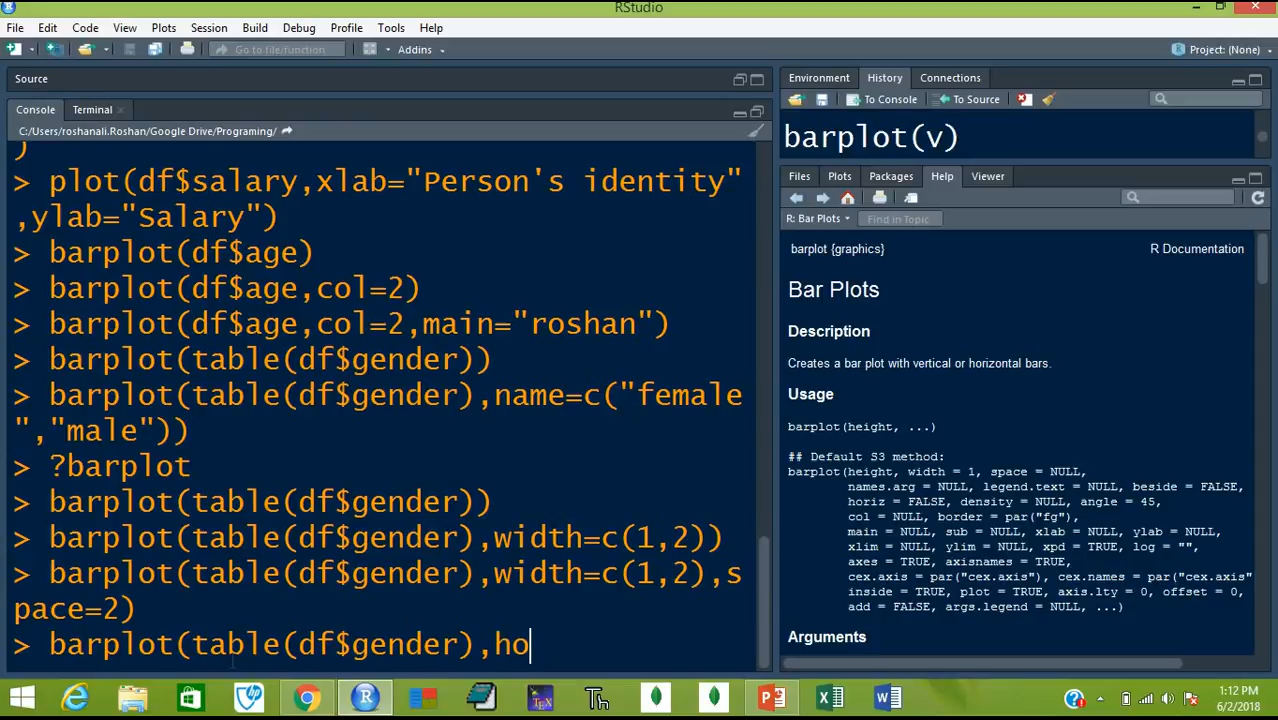 RStudio
File Edit Code View Plots Session Build Debug Profile Tools Help
Go to file/function Addins Project: (None)
Source
Console Terminal
C:/Users/roshanali.Roshan/Google Drive/Programing/
)
> plot(df$salary,xlab="Person's identity"
,ylab="Salary")
> barplot(df$age)
> barplot(df$age,col=2)
> barplot(df$age,col=2,main="roshan")
> barplot(table(df$gender))
> barplot(table(df$gender),name=c("female
","male"))
> ?barplot
> barplot(table(df$gender))
> barplot(table(df$gender),width=c(1,2))
> barplot(table(df$gender),width=c(1,2),s
pace=2)
> barplot(table(df$gender),ho
Environment History Connections
To Console To Source
barplot(v)
Files Plots Packages Help Viewer
R: Bar Plots Find in Topic
barplot {graphics} R Documentation
Bar Plots
Description
Creates a bar plot with vertical or horizontal bars.
Usage
barplot(height, ...)
## Default S3 method:
barplot(height, width = 1, space = NULL,
names.arg = NULL, legend.text = NULL, beside = FALSE,
horiz = FALSE, density = NULL, angle = 45,
col = NULL, border = par("fg"),
main = NULL, sub = NULL, xlab = NULL, ylab = NULL,
xlim = NULL, ylim = NULL, xpd = TRUE, log = "",
axes = TRUE, axisnames = TRUE,
cex.axis = par("cex.axis"), cex.names = par("cex.axis"
inside = TRUE, plot = TRUE, axis.lty = 0, offset = 0,
add = FALSE, args.legend = NULL, ...)
Arguments
1:12 PM
6/2/2018